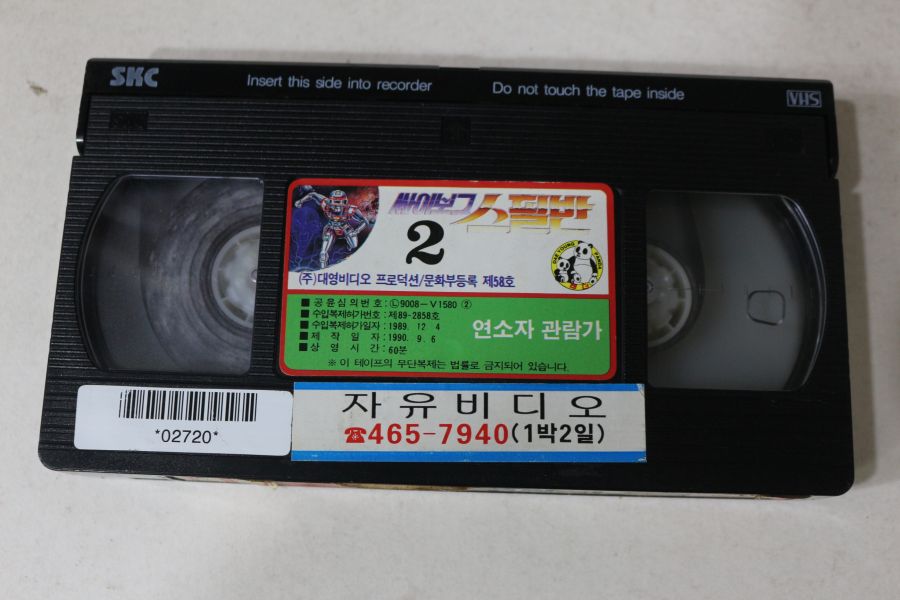 SKC
Insert this side into recorder
Do not touch the tape inside
VHS
싸이보그 스필반
2
DAE YOUNG PANDA
(주)대영비디오 프로덕션/문화부등록 제58호
■ 공 윤 심 의 번 호 : Ⓛ9008-V1580 ②
■ 수입복제허가번호 : 제89-2858호
■ 수입복제허가일자 : 1989. 12. 4
■ 제 작 일 자 : 1990. 9. 6
■ 상 영 시 간 : 60분
연소자 관람가
※ 이 테이프의 무단복제는 법률로 금지되어 있습니다.
*02720*
자유비디오
☎465-7940(1박2일)